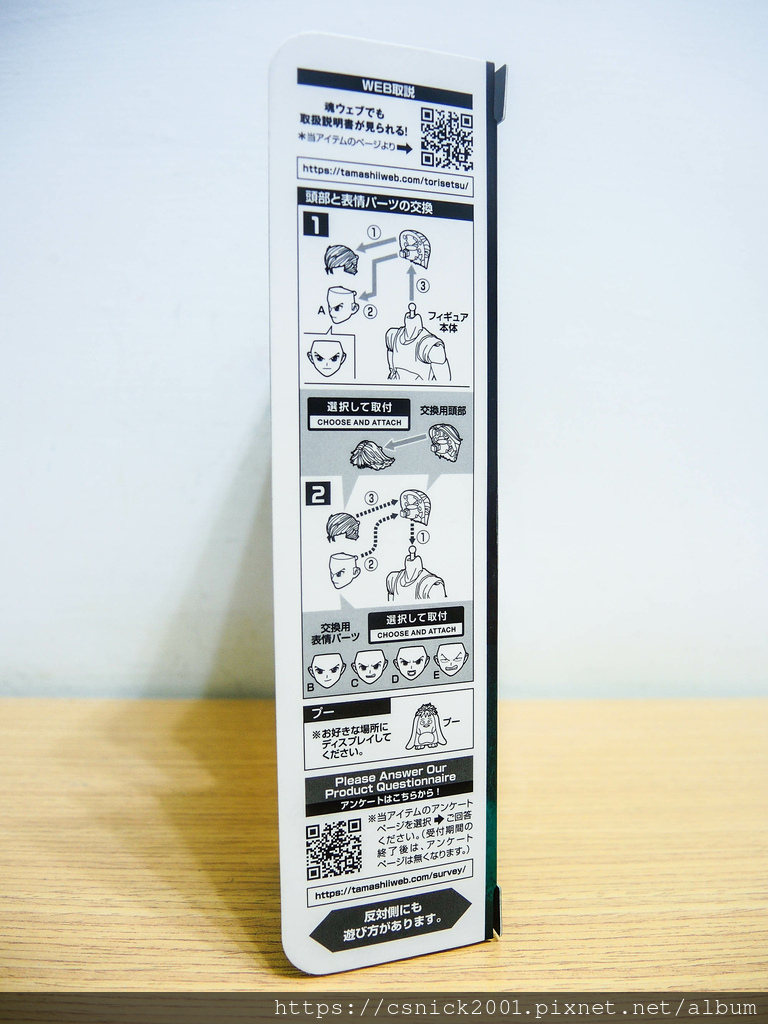 WEB取説
魂ウェブでも
取扱説明書が見られる!
※当アイテムのページより➡
https://tamashiiweb.com/torisetsu/
頭部と表情パーツの交換
1
①
A
②
③
フィギュア
本体
選択して取付
CHOOSE AND ATTACH
交換用頭部
2
③
①
②
交換用
表情パーツ
選択して取付
CHOOSE AND ATTACH
B
C
D
E
プー
※お好きな場所に
ディスプレイして
ください。
プー
Please Answer Our
Product Questionnaire
アンケートはこちらから!
※当アイテムのアンケート
ページを選択➡ご回答
ください。(受付期間の
終了後は、アンケート
ページは無くなります。)
https://tamashiiweb.com/survey/
反対側にも
遊び方があります。
https://csnick2001.pixnet.net/album